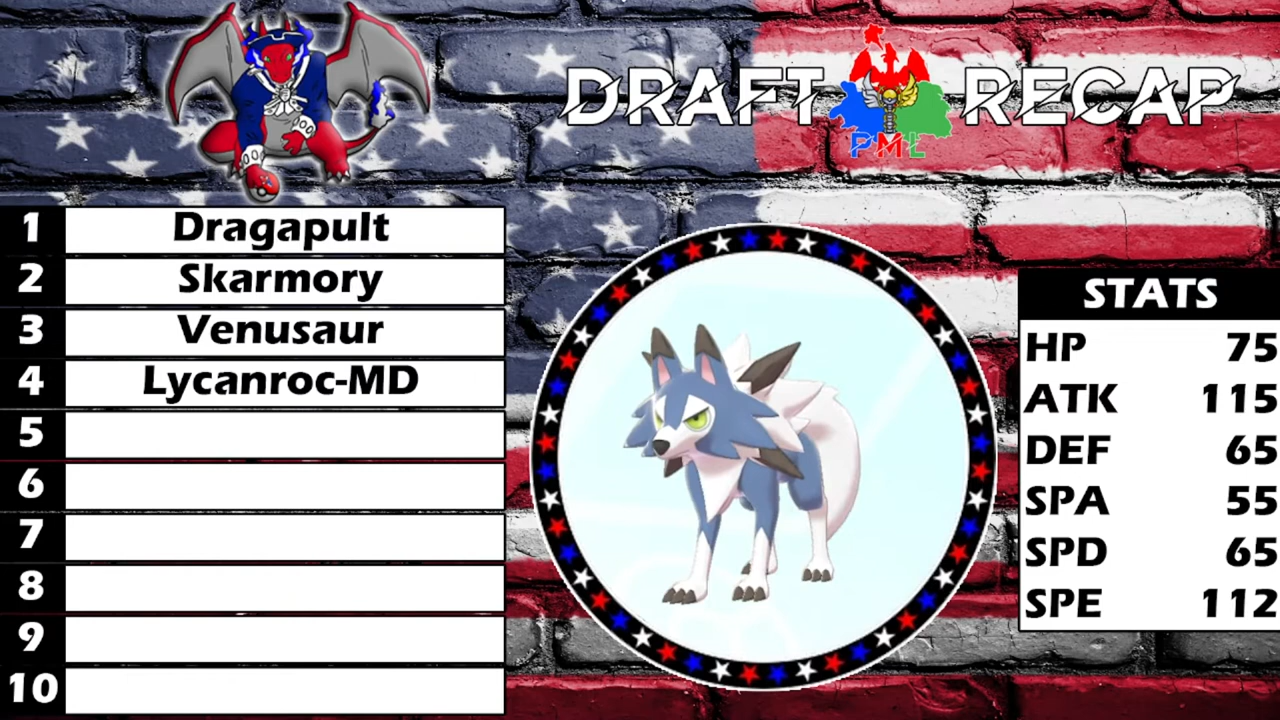 DRAFT RECAP
PML
1 Dragapult
2 Skarmory
3 Venusaur
4 Lycanroc-MD
5
6
7
8
9
10
STATS
HP 75
ATK 115
DEF 65
SPA 55
SPD 65
SPE 112